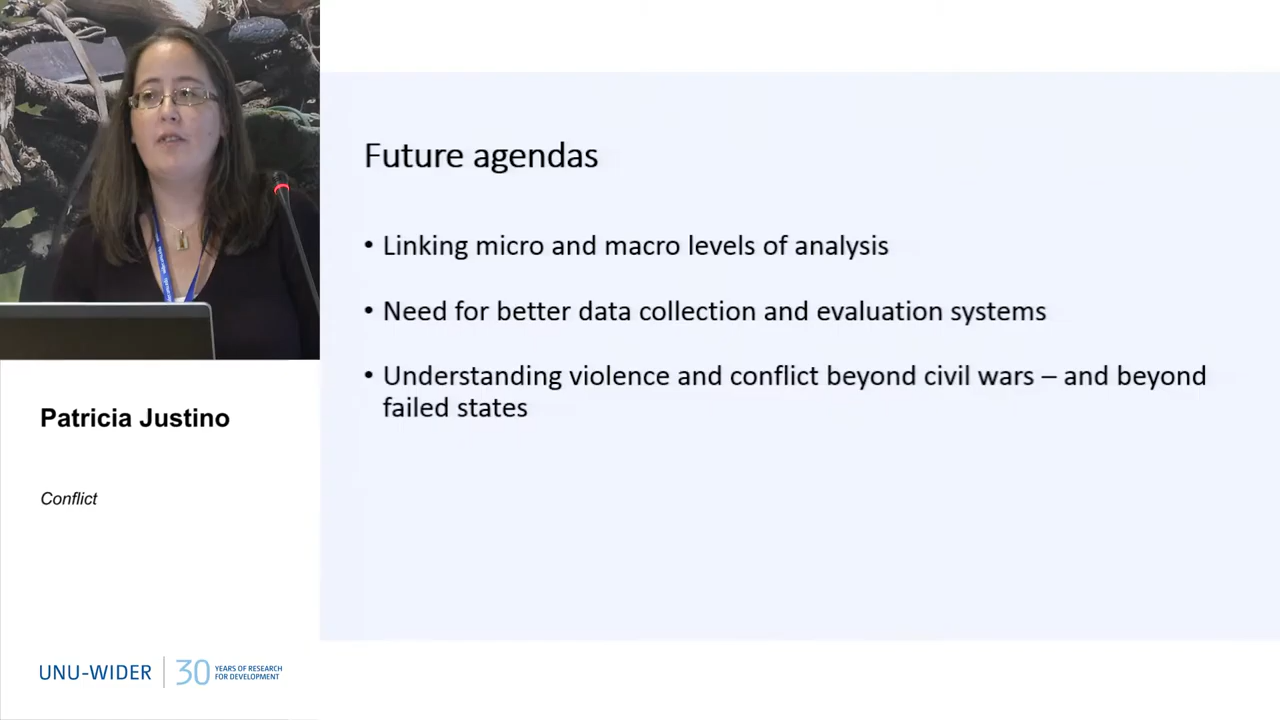 Future agendas
• Linking micro and macro levels of analysis
• Need for better data collection and evaluation systems
• Understanding violence and conflict beyond civil wars – and beyond
failed states
Patricia Justino
Conflict
UNU-WIDER
30
YEARS OF RESEARCH
FOR DEVELOPMENT